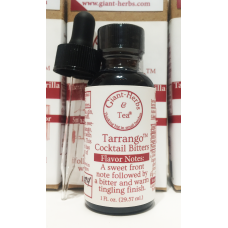 www.giant-herbs.com
Giant-Herbs
&
Tea
Tarrango™
Cocktail Bitters
Flavor Notes:
A sweet front
note followed by
a bitter and warm
tingling finish.
1 fl. oz. (29.57 ml)